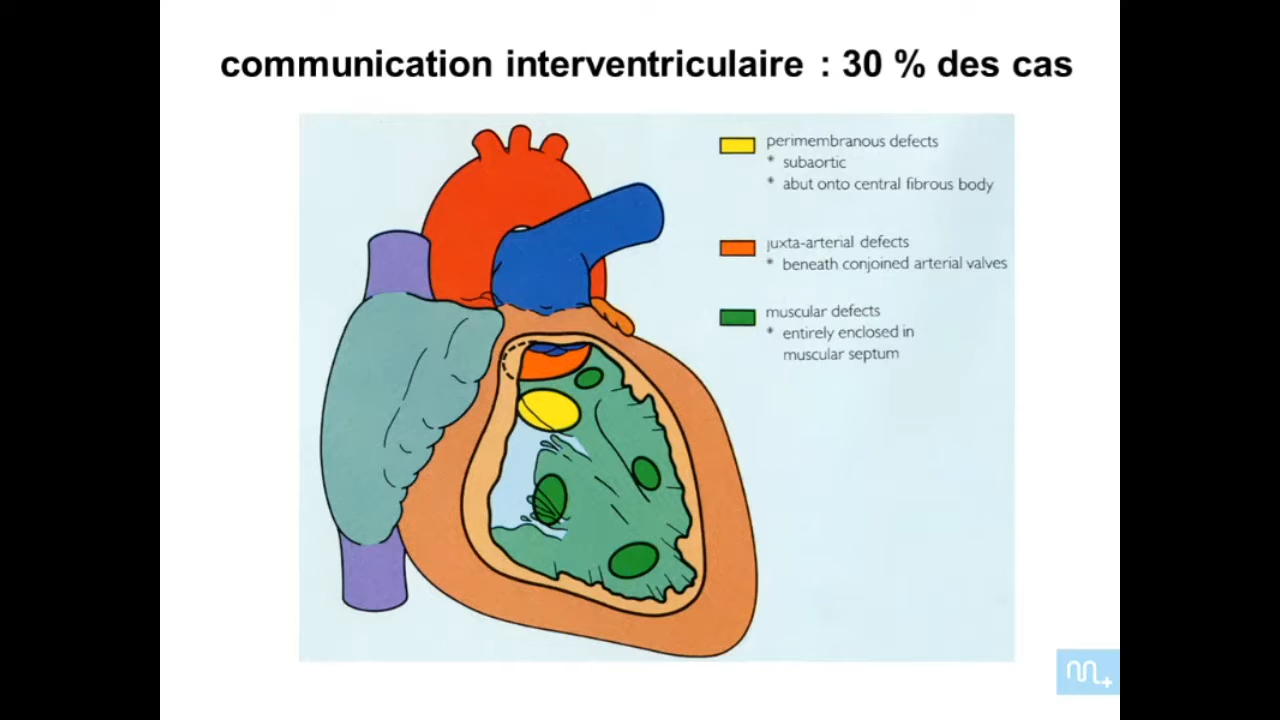 communication interventriculaire : 30 % des cas
perimembranous defects
* subaortic
* abut onto central fibrous body
juxta-arterial defects
* beneath conjoined arterial valves
muscular defects
* entirely enclosed in
muscular septum